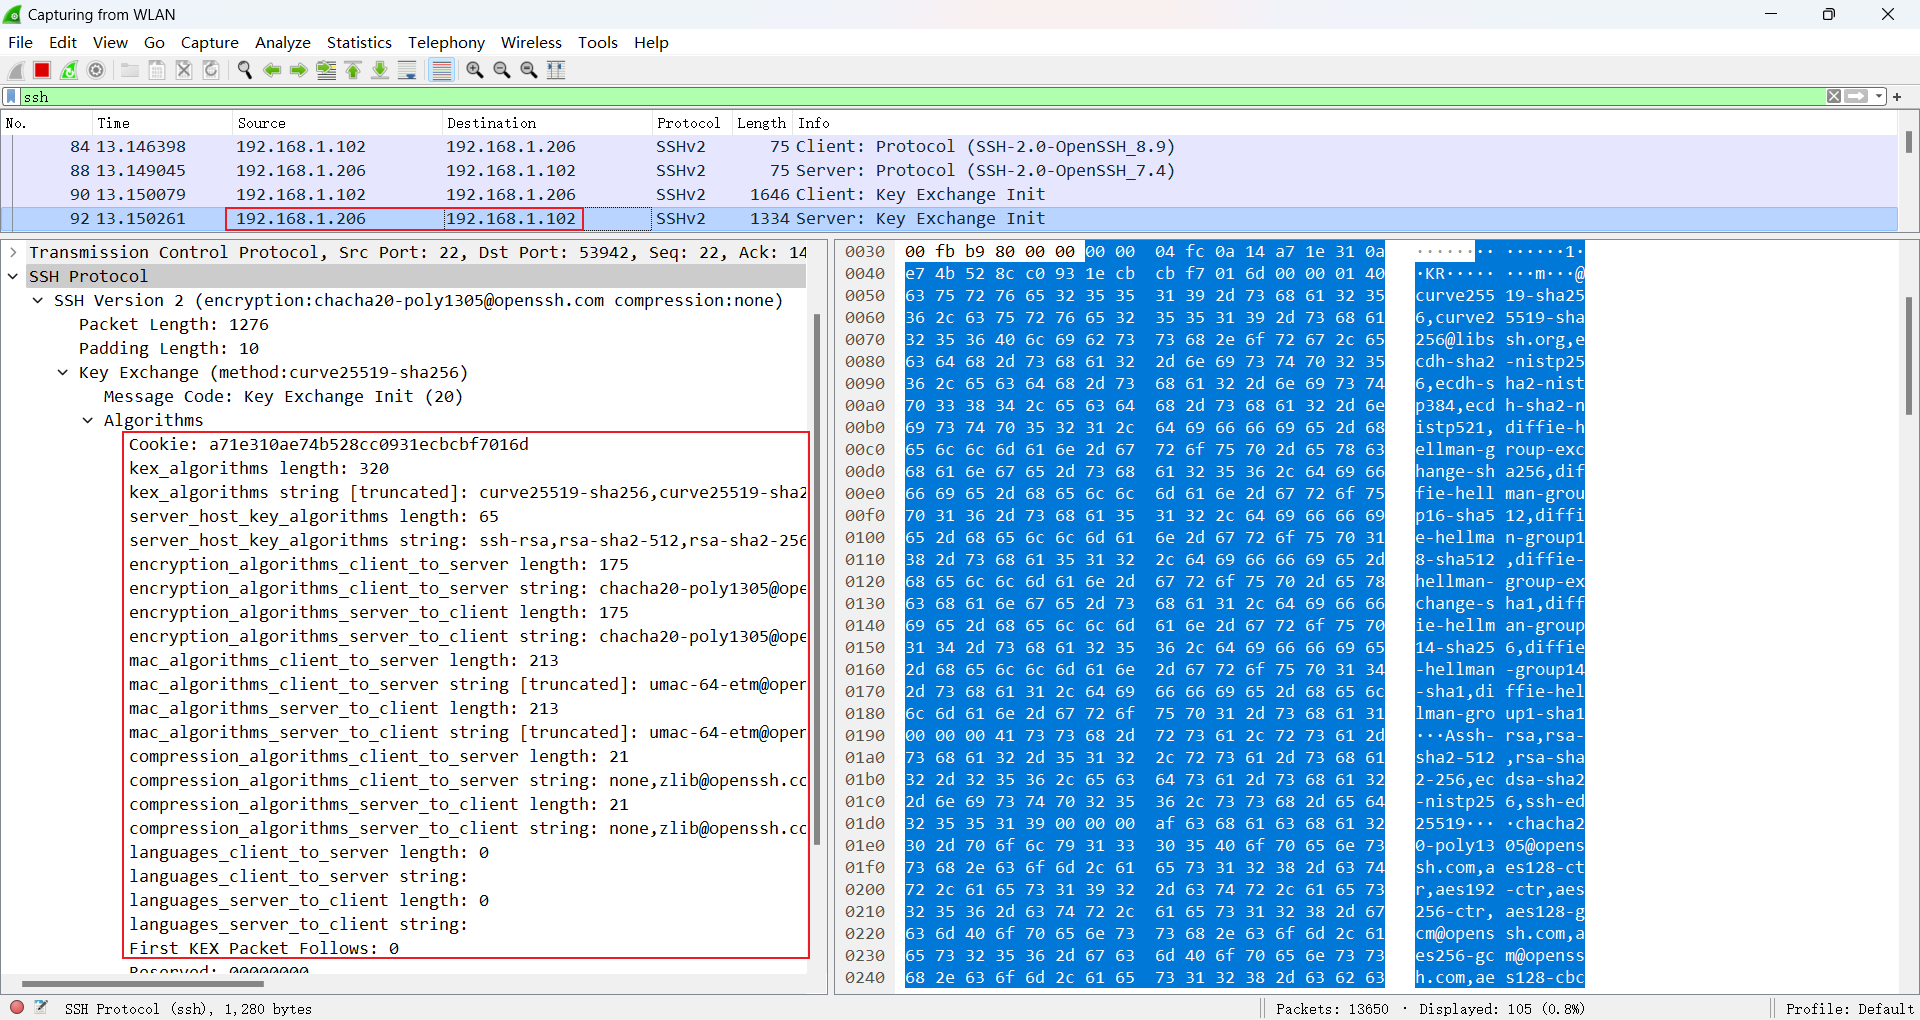 Capturing from WLAN
File Edit View Go Capture Analyze Statistics Telephony Wireless Tools Help
ssh
No. Time Source Destination Protocol Length Info
84 13.146398 192.168.1.102 192.168.1.206 SSHv2 75 Client: Protocol (SSH-2.0-OpenSSH_8.9)
88 13.149045 192.168.1.206 192.168.1.102 SSHv2 75 Server: Protocol (SSH-2.0-OpenSSH_7.4)
90 13.150079 192.168.1.102 192.168.1.206 SSHv2 1646 Client: Key Exchange Init
92 13.150261 192.168.1.206 192.168.1.102 SSHv2 1334 Server: Key Exchange Init
Transmission Control Protocol, Src Port: 22, Dst Port: 53942, Seq: 22, Ack: 14
SSH Protocol
SSH Version 2 (encryption:chacha20-poly1305@openssh.com compression:none)
Packet Length: 1276
Padding Length: 10
Key Exchange (method:curve25519-sha256)
Message Code: Key Exchange Init (20)
Algorithms
Cookie: a71e310ae74b528cc0931ecbcbf7016d
kex_algorithms length: 320
kex_algorithms string [truncated]: curve25519-sha256,curve25519-sha2
server_host_key_algorithms length: 65
server_host_key_algorithms string: ssh-rsa,rsa-sha2-512,rsa-sha2-256
encryption_algorithms_client_to_server length: 175
encryption_algorithms_client_to_server string: chacha20-poly1305@ope
encryption_algorithms_server_to_client length: 175
encryption_algorithms_server_to_client string: chacha20-poly1305@ope
mac_algorithms_client_to_server length: 213
mac_algorithms_client_to_server string [truncated]: umac-64-etm@oper
mac_algorithms_server_to_client length: 213
mac_algorithms_server_to_client string [truncated]: umac-64-etm@oper
compression_algorithms_client_to_server length: 21
compression_algorithms_client_to_server string: none,zlib@openssh.cc
compression_algorithms_server_to_client length: 21
compression_algorithms_server_to_client string: none,zlib@openssh.cc
languages_client_to_server length: 0
languages_client_to_server string:
languages_server_to_client length: 0
languages_server_to_client string:
First KEX Packet Follows: 0
Reserved: 00000000
0030 00 fb b9 80 00 00 00 00 04 fc 0a 14 a7 1e 31 0a ········ ······1·
0040 e7 4b 52 8c c0 93 1e cb cb f7 01 6d 00 00 01 40 ·KR····· ···m···@
0050 63 75 72 76 65 32 35 35 31 39 2d 73 68 61 32 35 curve255 19-sha25
0060 36 2c 63 75 72 76 65 32 35 35 31 39 2d 73 68 61 6,curve2 5519-sha
0070 32 35 36 40 6c 69 62 73 73 68 2e 6f 72 67 2c 65 256@libs sh.org,e
0080 63 64 68 2d 73 68 61 32 2d 6e 69 73 74 70 32 35 cdh-sha2 -nistp25
0090 36 2c 65 63 64 68 2d 73 68 61 32 2d 6e 69 73 74 6,ecdh-s ha2-nist
00a0 70 33 38 34 2c 65 63 64 68 2d 73 68 61 32 2d 6e p384,ecd h-sha2-n
00b0 69 73 74 70 35 32 31 2c 64 69 66 66 69 65 2d 68 istp521, diffie-h
00c0 65 6c 6c 6d 61 6e 2d 67 72 6f 75 70 2d 65 78 63 ellman-g roup-exc
00d0 68 61 6e 67 65 2d 73 68 61 32 35 36 2c 64 69 66 hange-sh a256,dif
00e0 66 69 65 2d 68 65 6c 6c 6d 61 6e 2d 67 72 6f 75 fie-hell man-grou
00f0 70 31 36 2d 73 68 61 35 31 32 2c 64 69 66 66 69 p16-sha5 12,diffi
0100 65 2d 68 65 6c 6c 6d 61 6e 2d 67 72 6f 75 70 31 e-hellma n-group1
0110 38 2d 73 68 61 35 31 32 2c 64 69 66 66 69 65 2d 8-sha512 ,diffie-
0120 68 65 6c 6c 6d 61 6e 2d 67 72 6f 75 70 2d 65 78 hellman- group-ex
0130 63 68 61 6e 67 65 2d 73 68 61 31 2c 64 69 66 66 change-s ha1,diff
0140 69 65 2d 68 65 6c 6c 6d 61 6e 2d 67 72 6f 75 70 ie-hellm an-group
0150 31 34 2d 73 68 61 32 35 36 2c 64 69 66 66 69 65 14-sha25 6,diffie
0160 2d 68 65 6c 6c 6d 61 6e 2d 67 72 6f 75 70 31 34 -hellman -group14
0170 2d 73 68 61 31 2c 64 69 66 66 69 65 2d 68 65 6c -sha1,di ffie-hel
0180 6c 6d 61 6e 2d 67 72 6f 75 70 31 2d 73 68 61 31 lman-gro up1-sha1
0190 00 00 00 41 73 73 68 2d 72 73 61 2c 72 73 61 2d ···Assh- rsa,rsa-
01a0 73 68 61 32 2d 35 31 32 2c 72 73 61 2d 73 68 61 sha2-512 ,rsa-sha
01b0 32 2d 32 35 36 2c 65 63 64 73 61 2d 73 68 61 32 2-256,ec dsa-sha2
01c0 2d 6e 69 73 74 70 32 35 36 2c 73 73 68 2d 65 64 -nistp25 6,ssh-ed
01d0 32 35 35 31 39 00 00 00 af 63 68 61 63 68 61 32 25519··· ·chacha2
01e0 30 2d 70 6f 6c 79 31 33 30 35 40 6f 70 65 6e 73 0-poly13 05@opens
01f0 73 68 2e 63 6f 6d 2c 61 65 73 31 32 38 2d 63 74 sh.com,a es128-ct
0200 72 2c 61 65 73 31 39 32 2d 63 74 72 2c 61 65 73 r,aes192 -ctr,aes
0210 32 35 36 2d 63 74 72 2c 61 65 73 31 32 38 2d 67 256-ctr, aes128-g
0220 63 6d 40 6f 70 65 6e 73 73 68 2e 63 6f 6d 2c 61 cm@opens sh.com,a
0230 65 73 32 35 36 2d 67 63 6d 40 6f 70 65 6e 73 73 es256-gc m@openss
0240 68 2e 63 6f 6d 2c 61 65 73 31 32 38 2d 63 62 63 h.com,ae s128-cbc
SSH Protocol (ssh), 1,280 bytes
Packets: 13650 · Displayed: 105 (0.8%)
Profile: Default